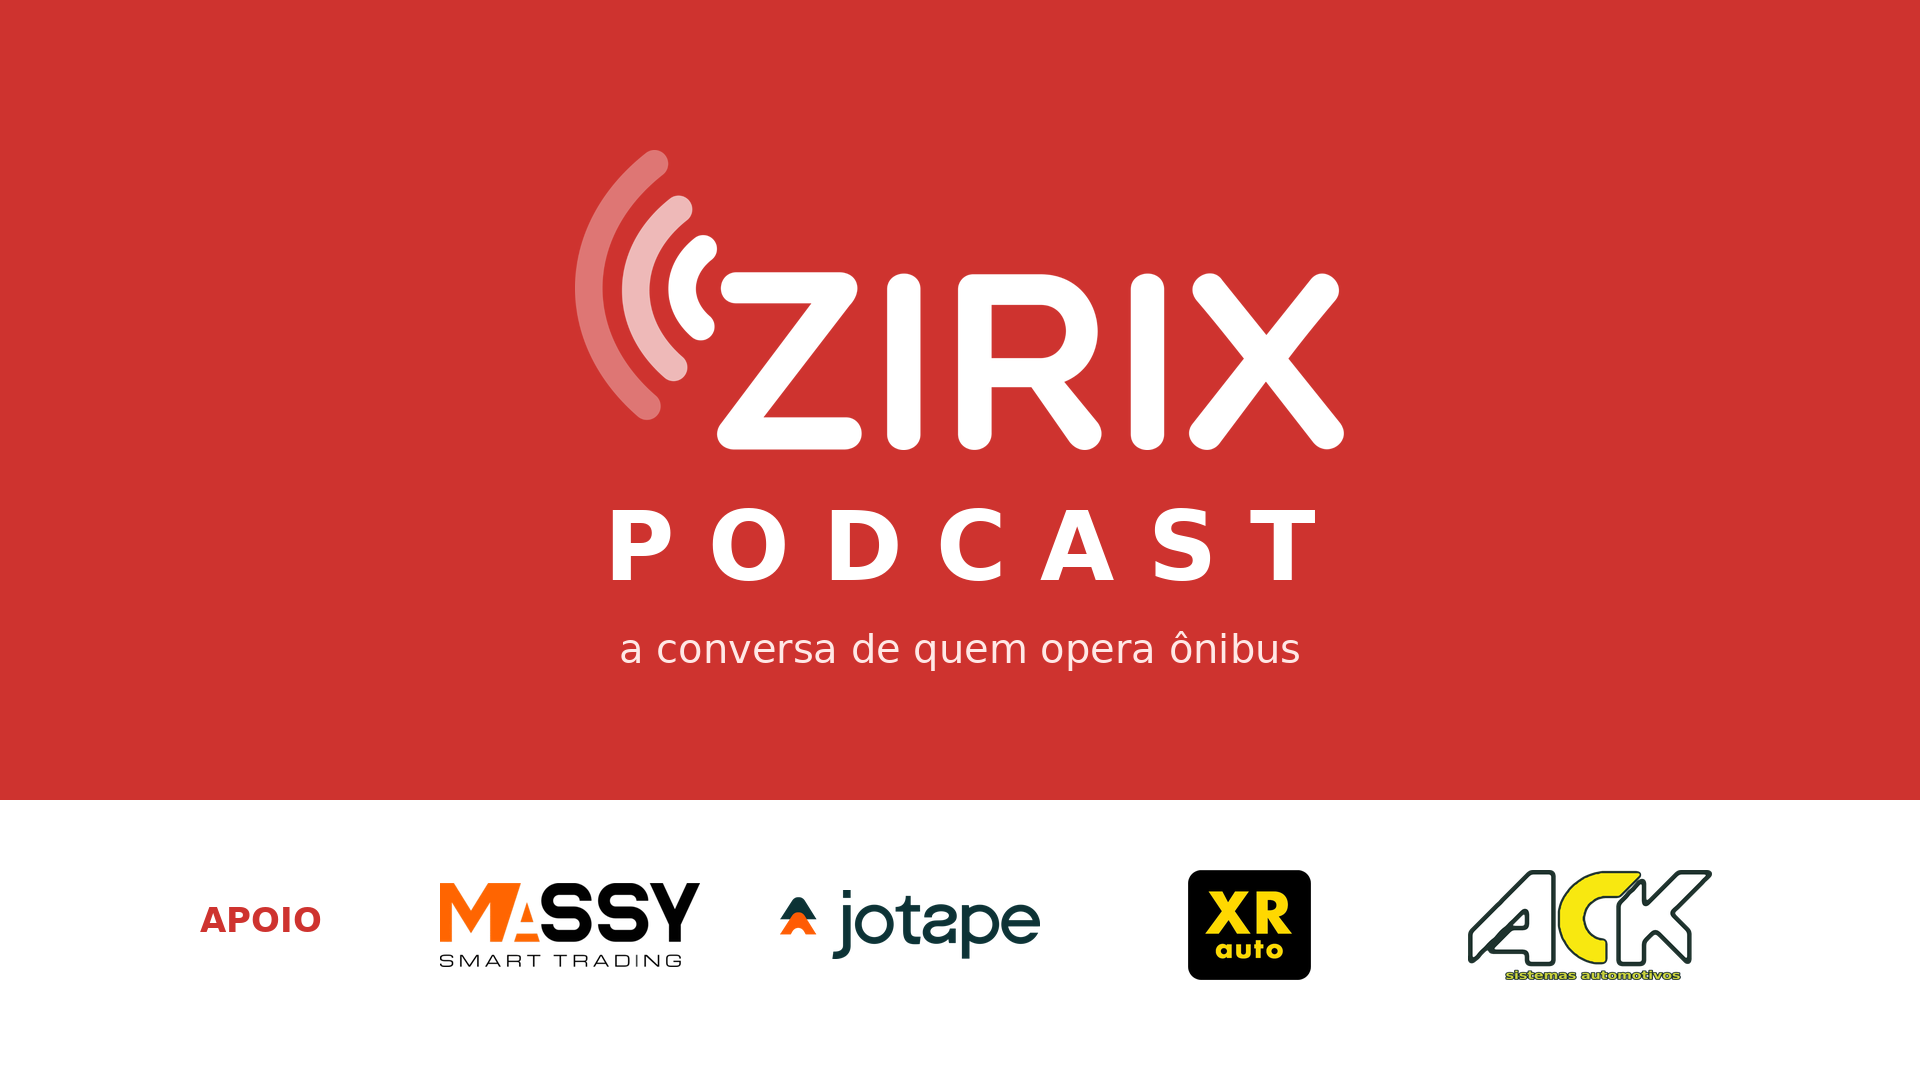 ZIRIX
PODCAST
a conversa de quem opera ônibus
APOIO
MASSY
SMART TRADING
jotape
XR
auto
ACK
sistemas automotivos